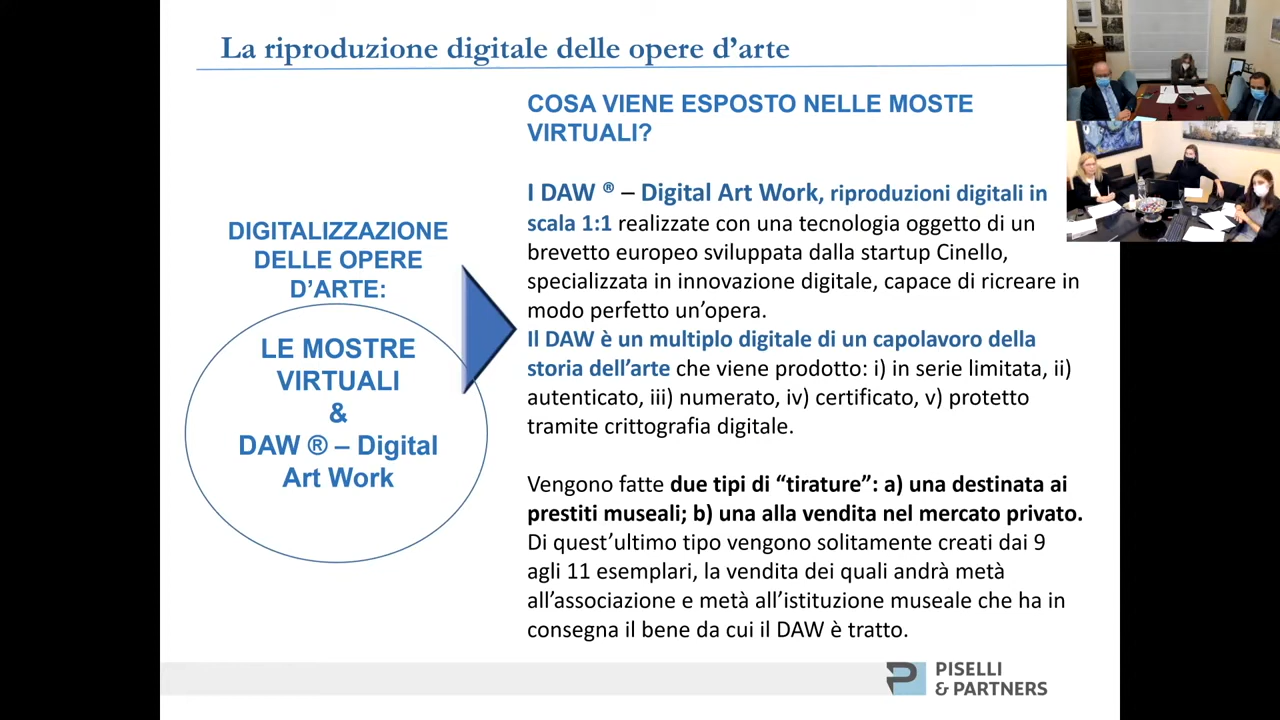 La riproduzione digitale delle opere d’arte
DIGITALIZZAZIONE
DELLE OPERE
D’ARTE:
LE MOSTRE
VIRTUALI
&
DAW ® – Digital
Art Work
COSA VIENE ESPOSTO NELLE MOSTE
VIRTUALI?
I DAW ® – Digital Art Work, riproduzioni digitali in
scala 1:1 realizzate con una tecnologia oggetto di un
brevetto europeo sviluppata dalla startup Cinello,
specializzata in innovazione digitale, capace di ricreare in
modo perfetto un’opera.
Il DAW è un multiplo digitale di un capolavoro della
storia dell’arte che viene prodotto: i) in serie limitata, ii)
autenticato, iii) numerato, iv) certificato, v) protetto
tramite crittografia digitale.
Vengono fatte due tipi di “tirature”: a) una destinata ai
prestiti museali; b) una alla vendita nel mercato privato.
Di quest’ultimo tipo vengono solitamente creati dai 9
agli 11 esemplari, la vendita dei quali andrà metà
all’associazione e metà all’istituzione museale che ha in
consegna il bene da cui il DAW è tratto.
PISELLI
& PARTNERS